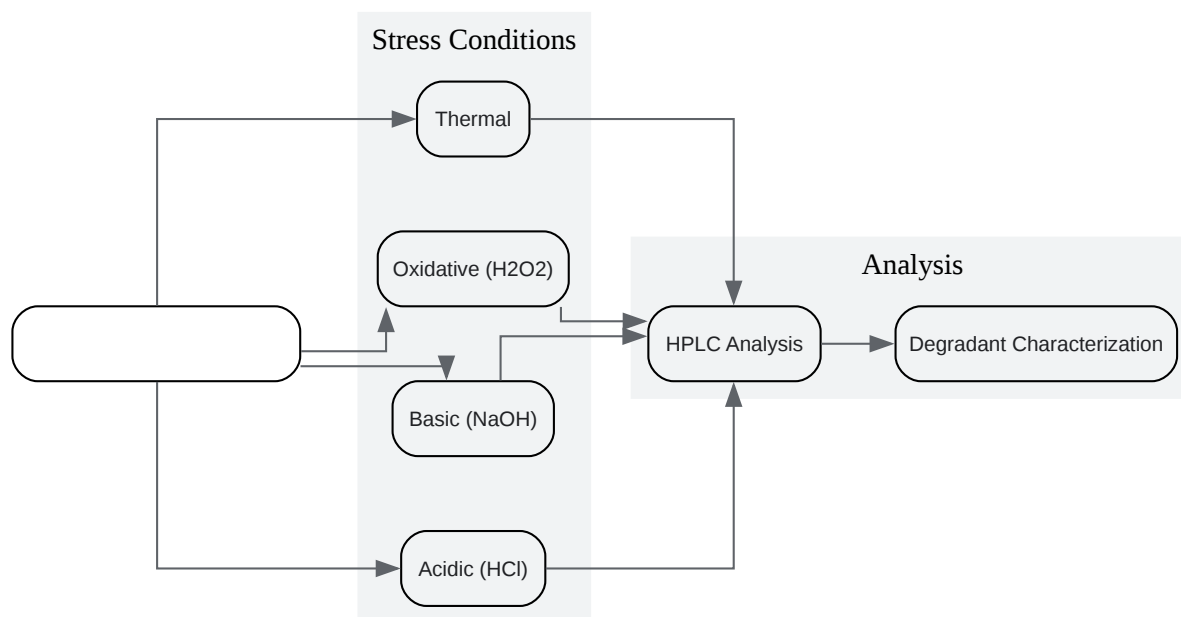 Stress Conditions
Thermal
Oxidative (H2O2)
Analysis
HPLC Analysis
Degradant Characterization
Basic (NaOH)
Acidic (HCl)